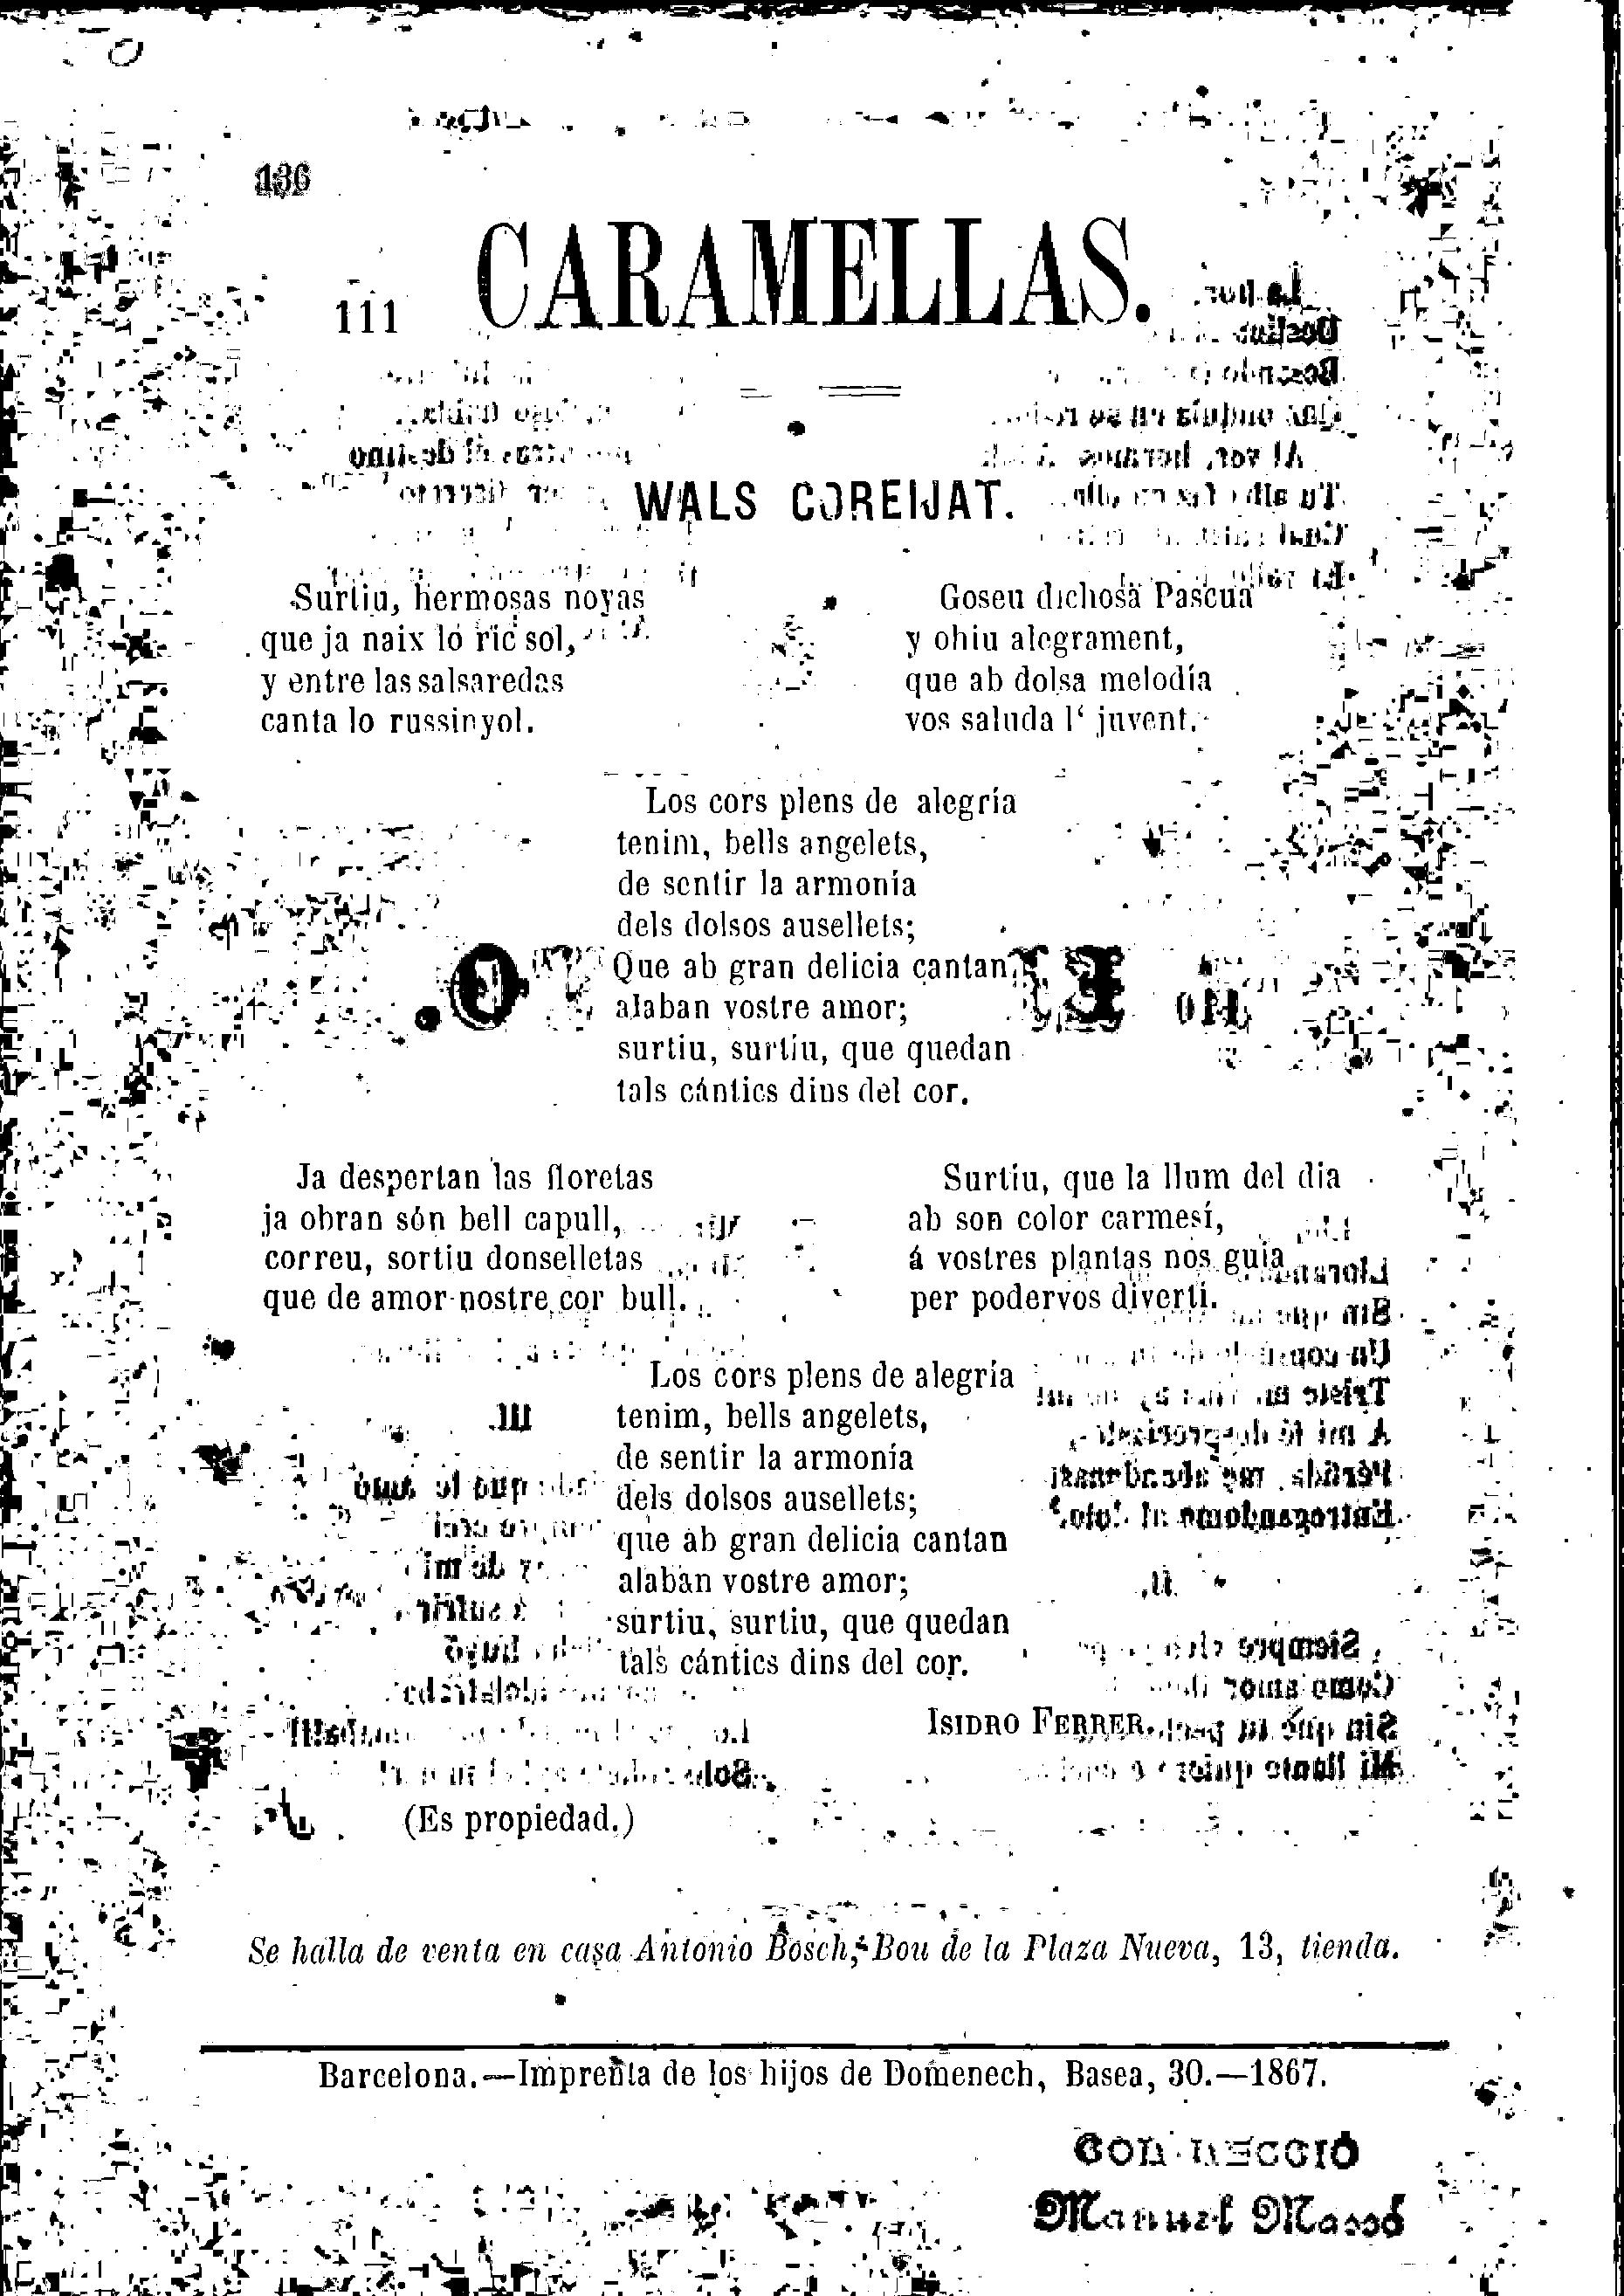 136
111
CARAMELLAS.
WALS COREIJAT.
Surtiu, hermosas noyas
que ja naix lo ric sol,
y entre las salsaredas
canta lo russinyol.
Goseu dichosa Pascua
y ohiu alegrament,
que ab dolsa melodía
vos saluda l‘ juvent.
Los cors plens de alegría
tenim, bells angelets,
de sentir la armonía
dels dolsos ausellets;
Que ab gran delicia cantan,
alaban vostre amor;
surtiu, surtiu, que quedan
tals cántics dins del cor.
Ja despertan las floretas
ja obran són bell capull,
correu, sortiu donselletas
que de amor nostre cor bull.
Surtiu, que la llum del dia
ab son color carmesí,
á vostres plantas nos guia
per podervos divertí.
Los cors plens de alegría
tenim, bells angelets,
de sentir la armonía
dels dolsos ausellets;
que ab gran delicia cantan
alaban vostre amor;
surtiu, surtiu, que quedan
tals cántics dins del cor.
ISIDRO FERRER.
(Es propiedad.)
Se halla de venta en casa Antonio Bosch, Bou de la Plaza Nueva, 13, tienda.
Barcelona.—Imprenta de los hijos de Domenech, Basea, 30.—1867.
Manuel Massó